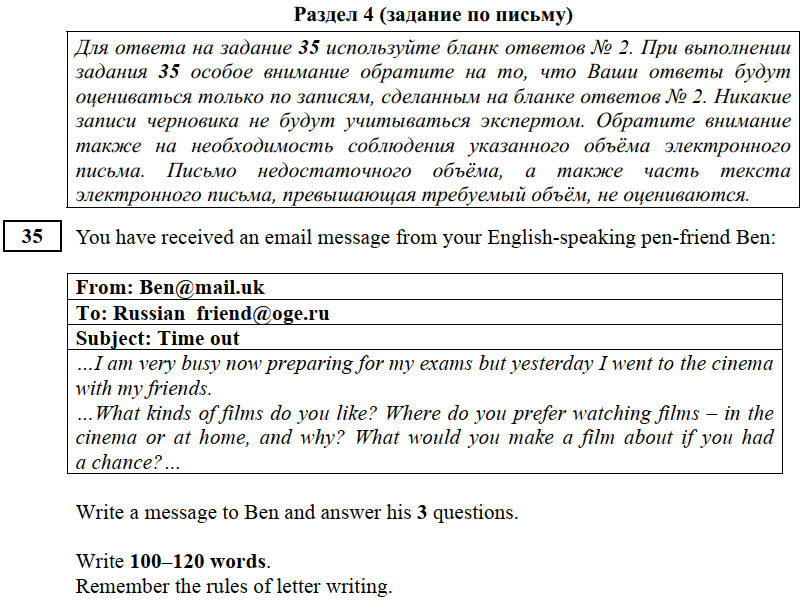 Раздел 4 (задание по письму)
Для ответа на задание 35 используйте бланк ответов № 2. При выполнении
задания 35 особое внимание обратите на то, что Ваши ответы будут
оцениваться только по записям, сделанным на бланке ответов № 2. Никакие
записи черновика не будут учитываться экспертом. Обратите внимание
также на необходимость соблюдения указанного объёма электронного
письма. Письмо недостаточного объёма, а также часть текста
электронного письма, превышающая требуемый объём, не оцениваются.
35 You have received an email message from your English-speaking pen-friend Ben:
From: Ben@mail.uk
To: Russian_friend@oge.ru
Subject: Time out
…I am very busy now preparing for my exams but yesterday I went to the cinema
with my friends.
…What kinds of films do you like? Where do you prefer watching films – in the
cinema or at home, and why? What would you make a film about if you had
a chance?…
Write a message to Ben and answer his 3 questions.
Write 100–120 words.
Remember the rules of letter writing.